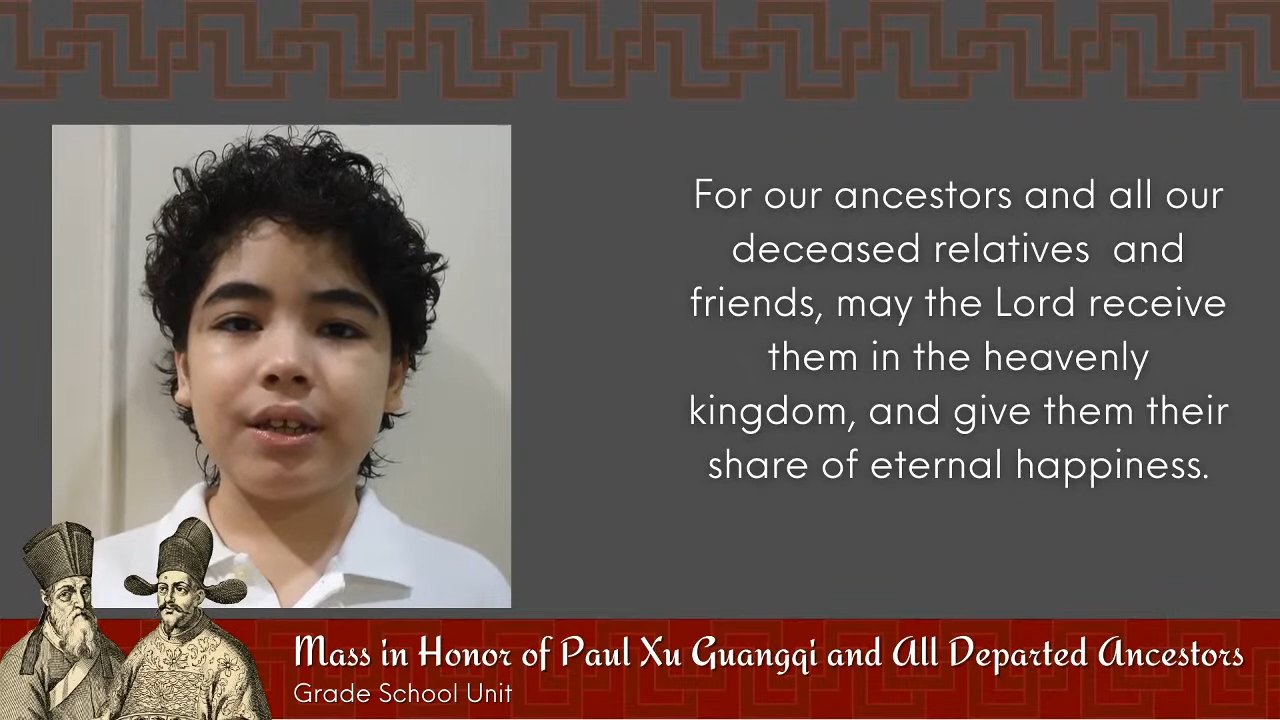 For our ancestors and all our
deceased relatives  and
friends, may the Lord receive
them in the heavenly
kingdom, and give them their
share of eternal happiness.
Mass in Honor of Paul Xu Guangqi and All Departed Ancestors
Grade School Unit